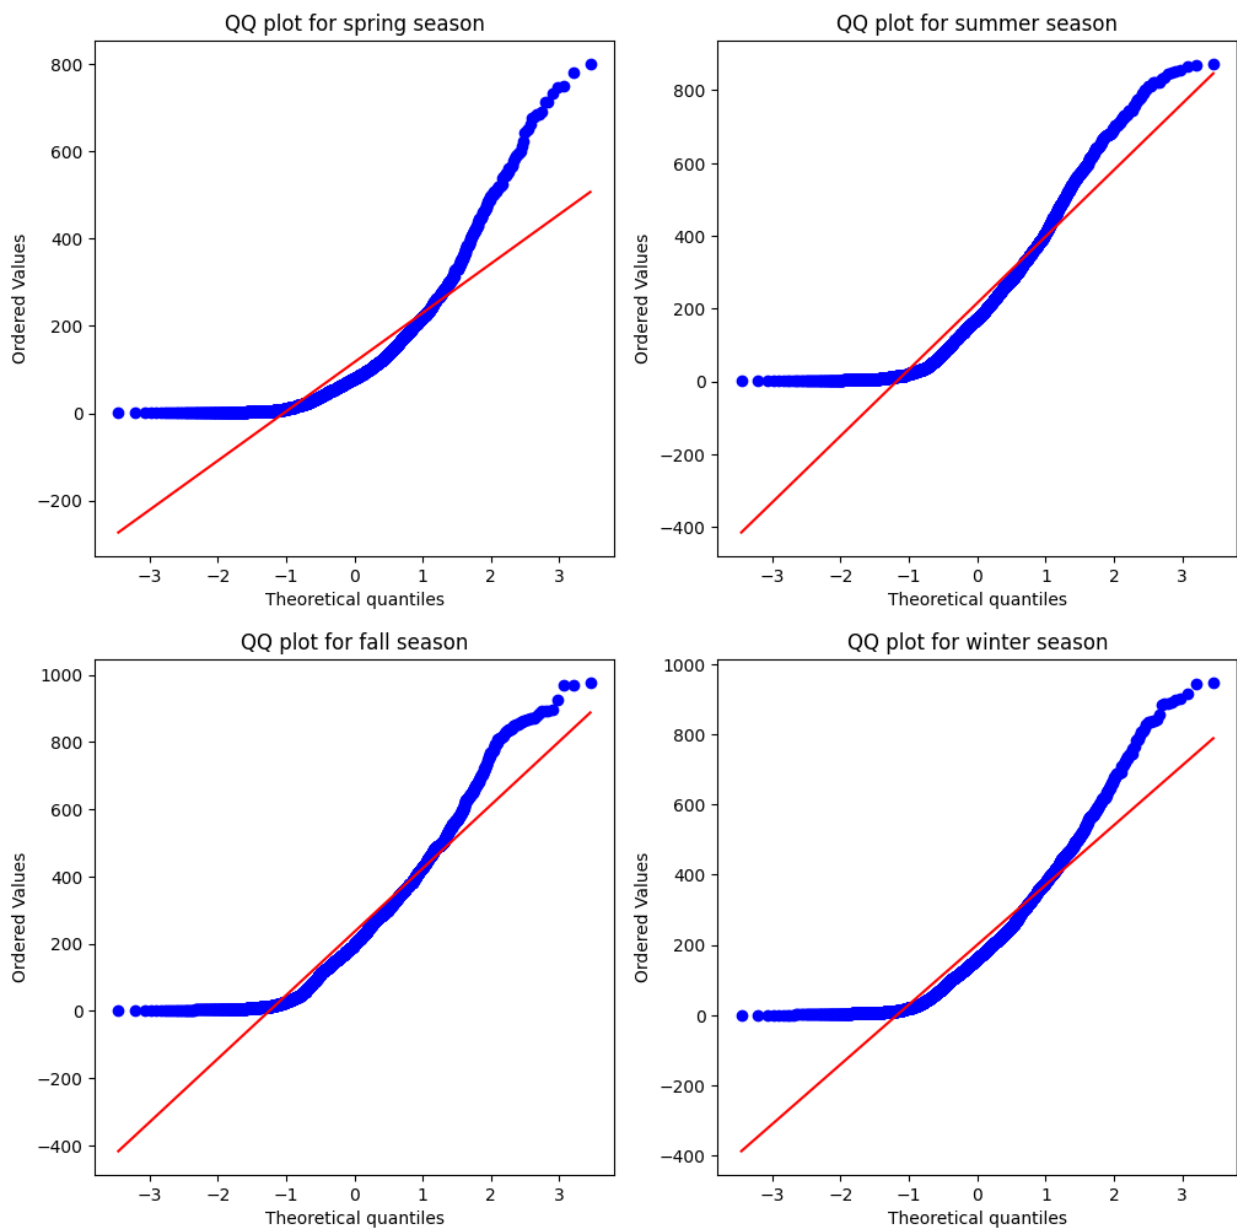 QQ plot for spring season
800
600
400
200
0
−200
Ordered Values
−3 −2 −1 0 1 2 3
Theoretical quantiles
QQ plot for summer season
800
600
400
200
0
−200
−400
Ordered Values
−3 −2 −1 0 1 2 3
Theoretical quantiles
QQ plot for fall season
1000
800
600
400
200
0
−200
−400
Ordered Values
−3 −2 −1 0 1 2 3
Theoretical quantiles
QQ plot for winter season
1000
800
600
400
200
0
−200
−400
Ordered Values
−3 −2 −1 0 1 2 3
Theoretical quantiles